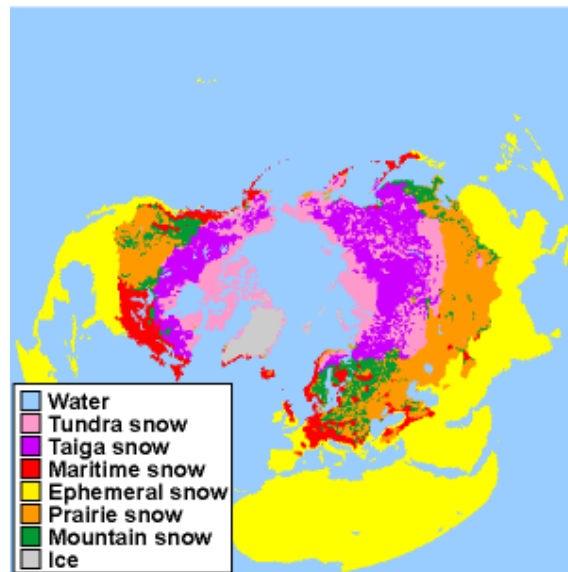 Water
Tundra snow
Taiga snow
Maritime snow
Ephemeral snow
Prairie snow
Mountain snow
Ice